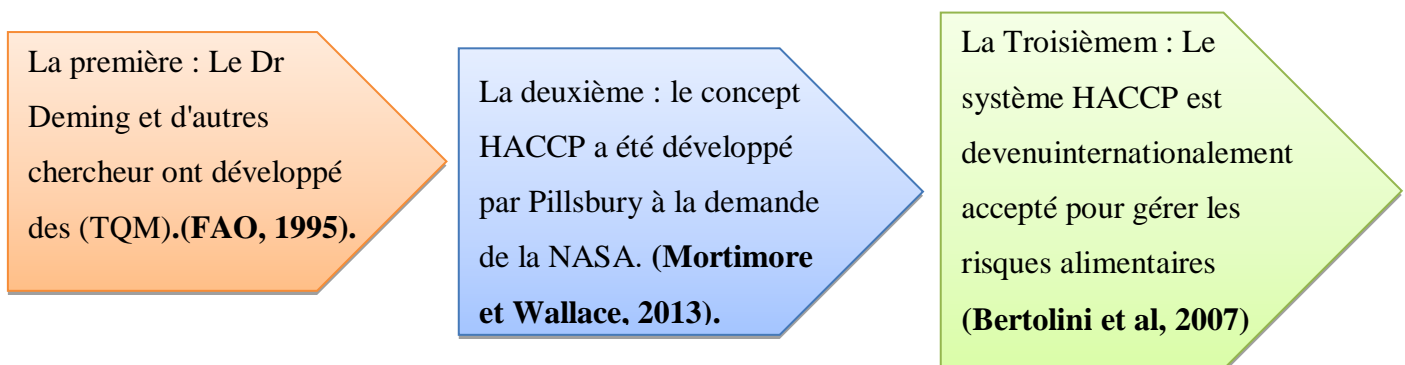 La première : Le Dr
Deming et d'autres
chercheur ont développé
des (TQM).(FAO, 1995).
La deuxième : le concept
HACCP a été développé
par Pillsbury à la demande
de la NASA. (Mortimore
et Wallace, 2013).
La Troisièmem : Le
système HACCP est
devenuinternationalement
accepté pour gérer les
risques alimentaires
(Bertolini et al, 2007)